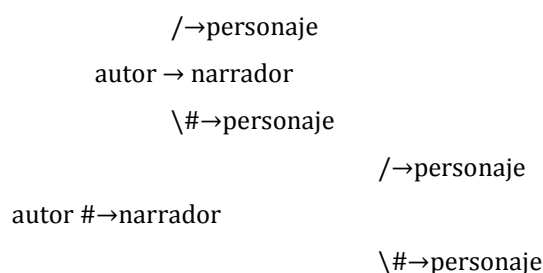 /→personaje
autor → narrador
\#→personaje
/→personaje
autor #→narrador
\#→personaje